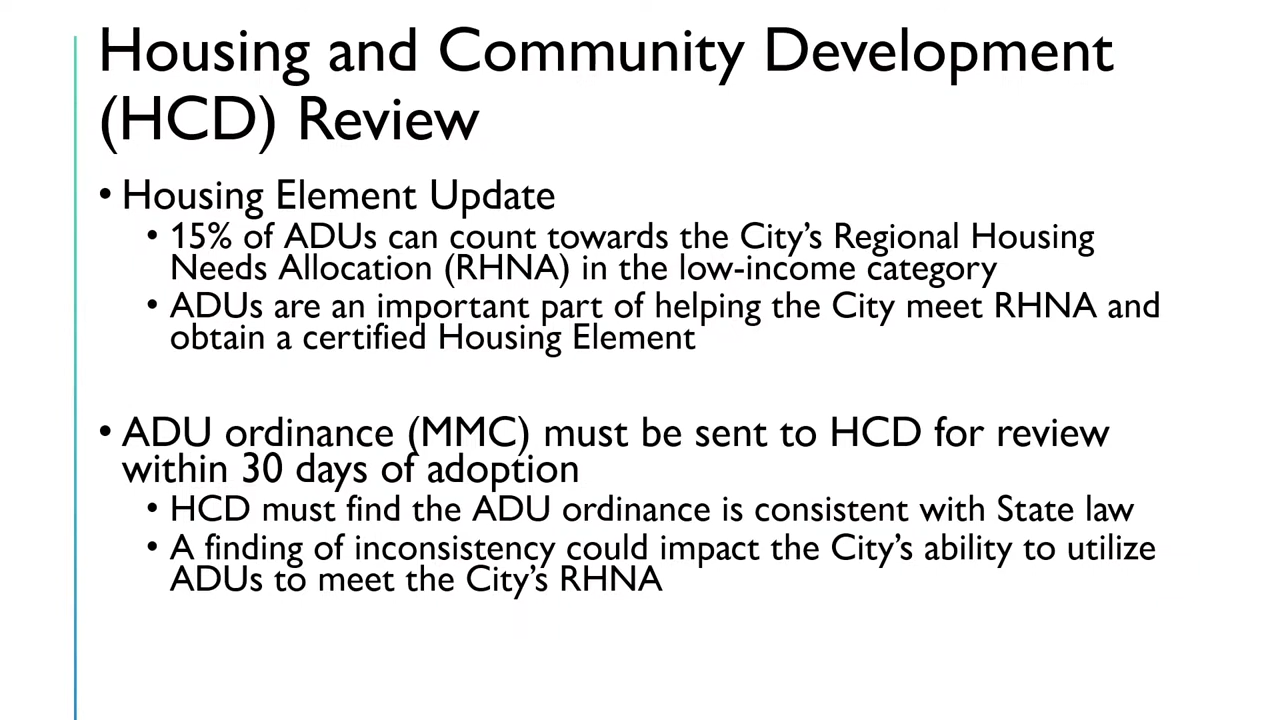 Housing and Community Development
(HCD) Review
• Housing Element Update
• 15% of ADUs can count towards the City’s Regional Housing
Needs Allocation (RHNA) in the low-income category
• ADUs are an important part of helping the City meet RHNA and
obtain a certified Housing Element
• ADU ordinance (MMC) must be sent to HCD for review
within 30 days of adoption
• HCD must find the ADU ordinance is consistent with State law
• A finding of inconsistency could impact the City’s ability to utilize
ADUs to meet the City’s RHNA